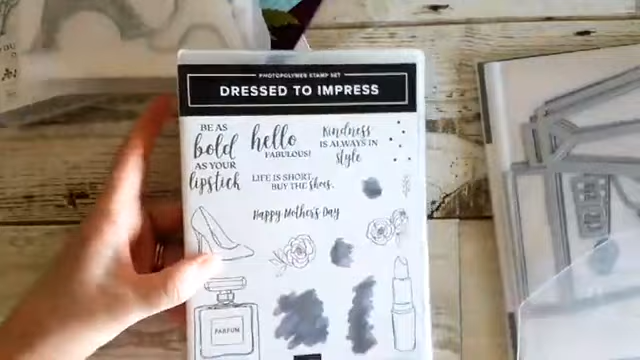 PHOTOPOLYMER STAMP SET
DRESSED TO IMPRESS
BE AS
bold
AS YOUR
lipstick
hello
FABULOUS!
Kindness
IS ALWAYS IN
style
LIFE IS SHORT,
BUY THE shoes.
Happy Mother's Day
PARFUM
YOU